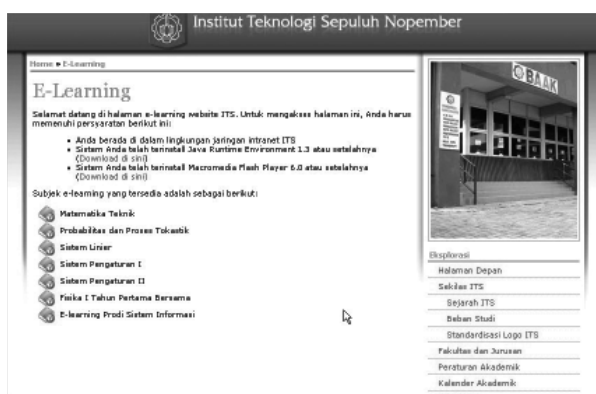 Institut Teknologi Sepuluh Nopember
Home E-Learning
E-Learning
Selamat datang di halaman e-learning website ITS. Untuk mengakses halaman ini, Anda harus
memenuhi persyaratan berikut ini:
Anda berada di dalam lingkungan jaringan intranet ITS
Sistem Anda telah terinstall Java Runtime Environment 1.3 atau setelahnya
(Download di sini)
Sistem Anda telah terinstall Macromedia Flash Player 6.0 atau setelahnya
(Download di sini)
Subjek e-learning yang tersedia adalah sebagai berikut:
Matematika Teknik
Probabilitas dan Proses Tokastik
Sistem Linier
Sistem Pengaturan I
Sistem Pengaturan II
Fisika I Tahun Pertama Bersama
E-learning Prodi Sistem Informasi
BAAK
Eksplorasi
Halaman Depan
Sekilas ITS
Sejarah ITS
Beban Studi
Standardisasi Logo ITS
Fakultas dan Jurusan
Peraturan Akademik
Kalender Akademik